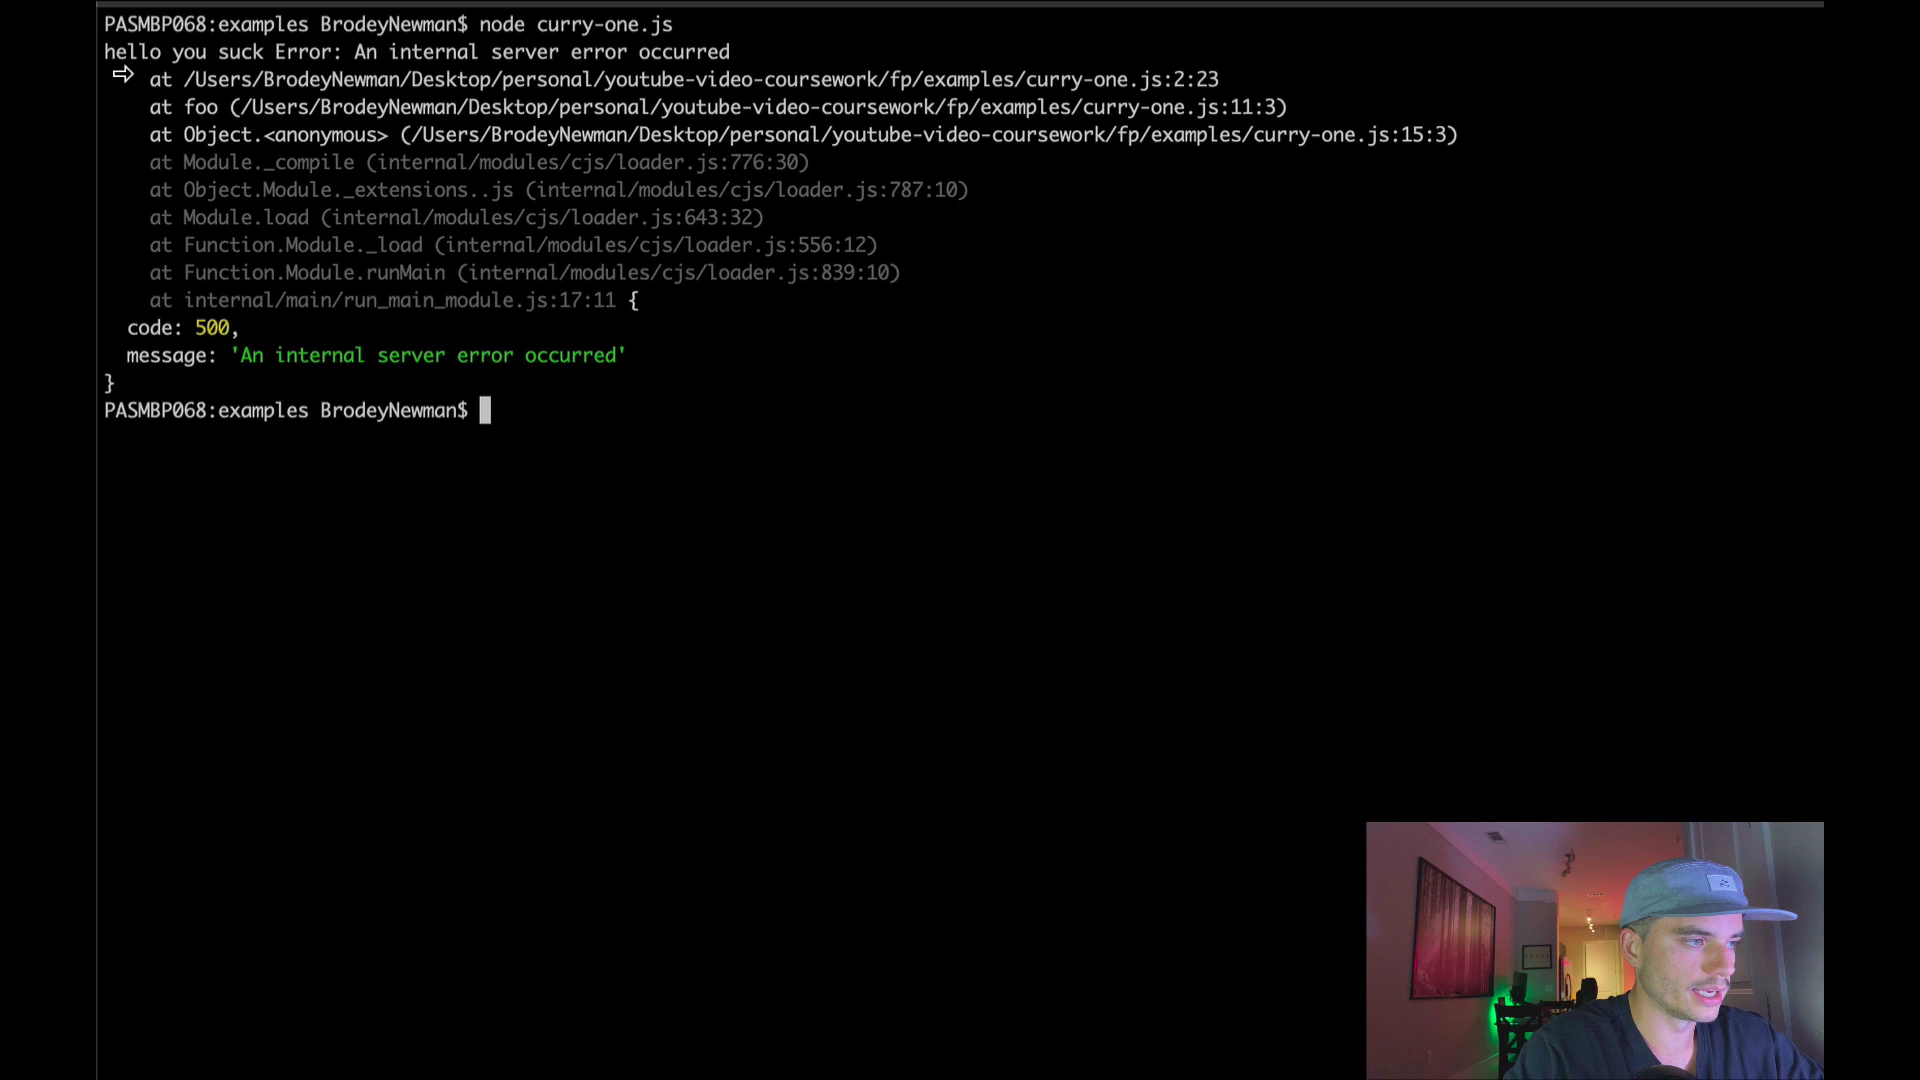 PASMBP068:examples BrodeyNewman$ node curry-one.js
hello you suck Error: An internal server error occurred
at /Users/BrodeyNewman/Desktop/personal/youtube-video-coursework/fp/examples/curry-one.js:2:23
at foo (/Users/BrodeyNewman/Desktop/personal/youtube-video-coursework/fp/examples/curry-one.js:11:3)
at Object.<anonymous> (/Users/BrodeyNewman/Desktop/personal/youtube-video-coursework/fp/examples/curry-one.js:15:3)
at Module._compile (internal/modules/cjs/loader.js:776:30)
at Object.Module._extensions..js (internal/modules/cjs/loader.js:787:10)
at Module.load (internal/modules/cjs/loader.js:643:32)
at Function.Module._load (internal/modules/cjs/loader.js:556:12)
at Function.Module.runMain (internal/modules/cjs/loader.js:839:10)
at internal/main/run_main_module.js:17:11 {
code: 500,
message: 'An internal server error occurred'
}
PASMBP068:examples BrodeyNewman$